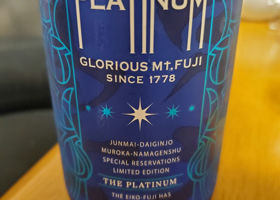 PLATINUM
GLORIOUS Mt.FUJI
SINCE 1778
JUNMAI-DAIGINJO
MUROKA-NAMAGENSHU
SPECIAL RESERVATIONS
LIMITED EDITION
THE PLATINUM
THE EIKO-FUJI HAS